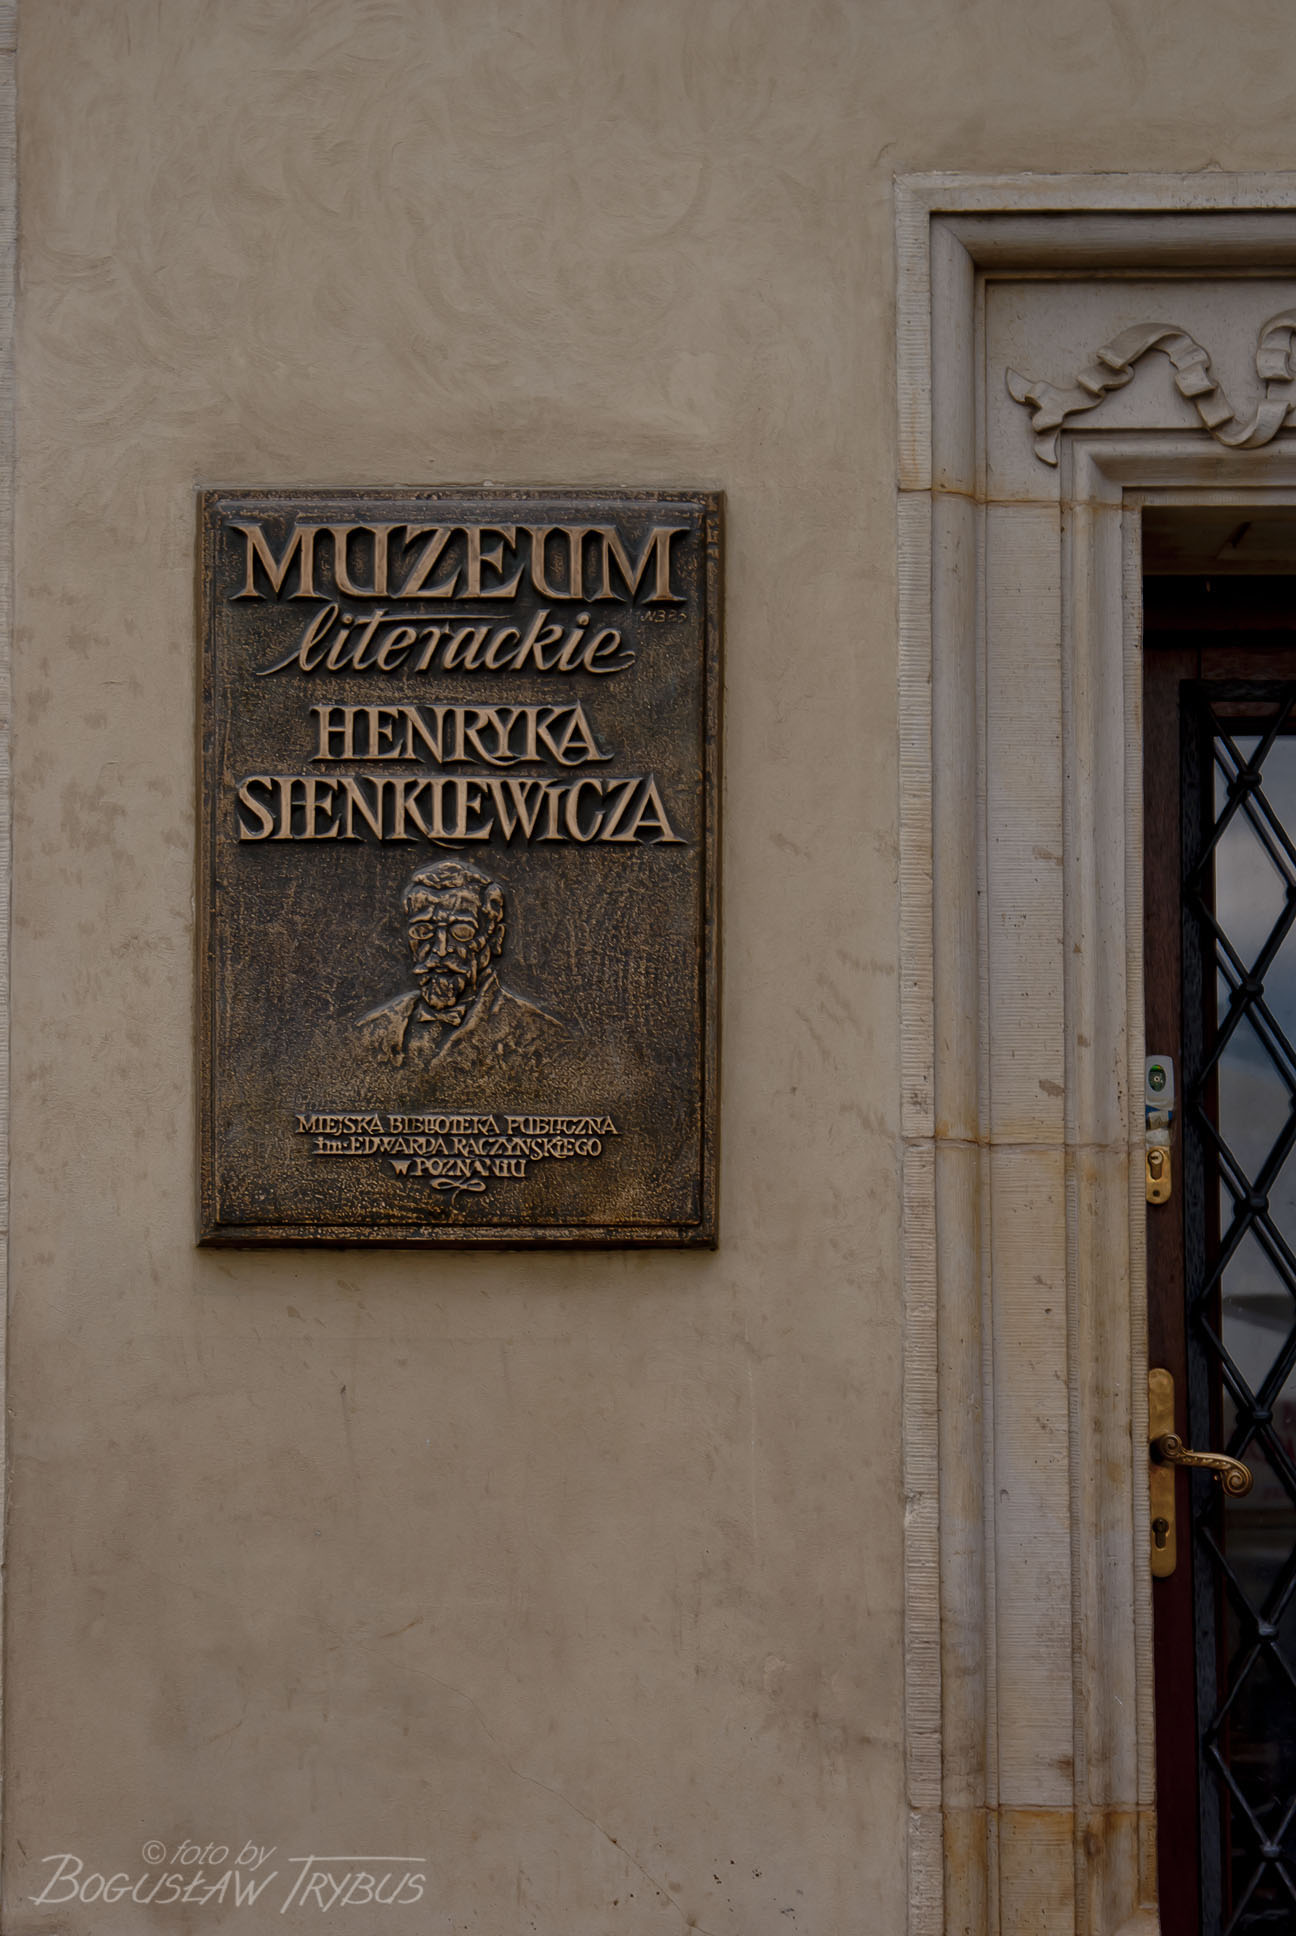 MUZEUM
literackie
HENRYKA
SIENKIEWICZA
MIEJSKA BIBLIOTEKA PUBLICZNA
im. EDWARDA RACZYŃSKIEGO
w POZNANIU
© foto by
BOGUSŁAW TRYBUS